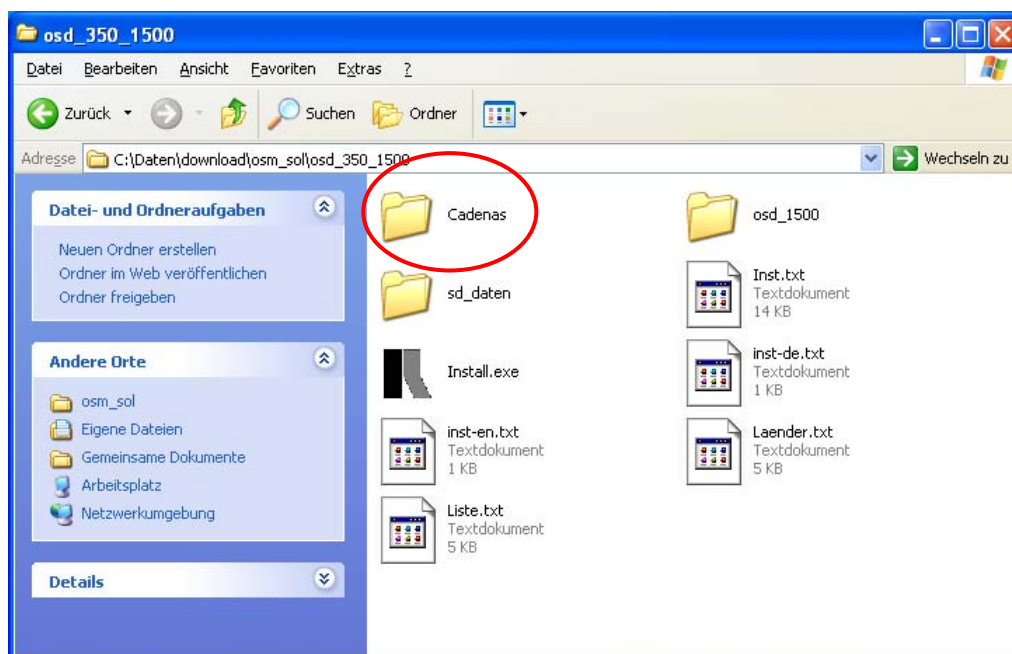 osd_350_1500
Datei Bearbeiten Ansicht Favoriten Extras ?
Zurück Suchen Ordner
Adresse C:\Daten\download\osm_sol\osd_350_1500 Wechseln zu
Datei- und Ordneraufgaben
Neuen Ordner erstellen
Ordner im Web veröffentlichen
Ordner freigeben
Andere Orte
osm_sol
Eigene Dateien
Gemeinsame Dokumente
Arbeitsplatz
Netzwerkumgebung
Details
Cadenas
osd_1500
sd_daten
Inst.txt
Textdokument
14 KB
Install.exe
inst-de.txt
Textdokument
1 KB
inst-en.txt
Textdokument
1 KB
Laender.txt
Textdokument
5 KB
Liste.txt
Textdokument
5 KB